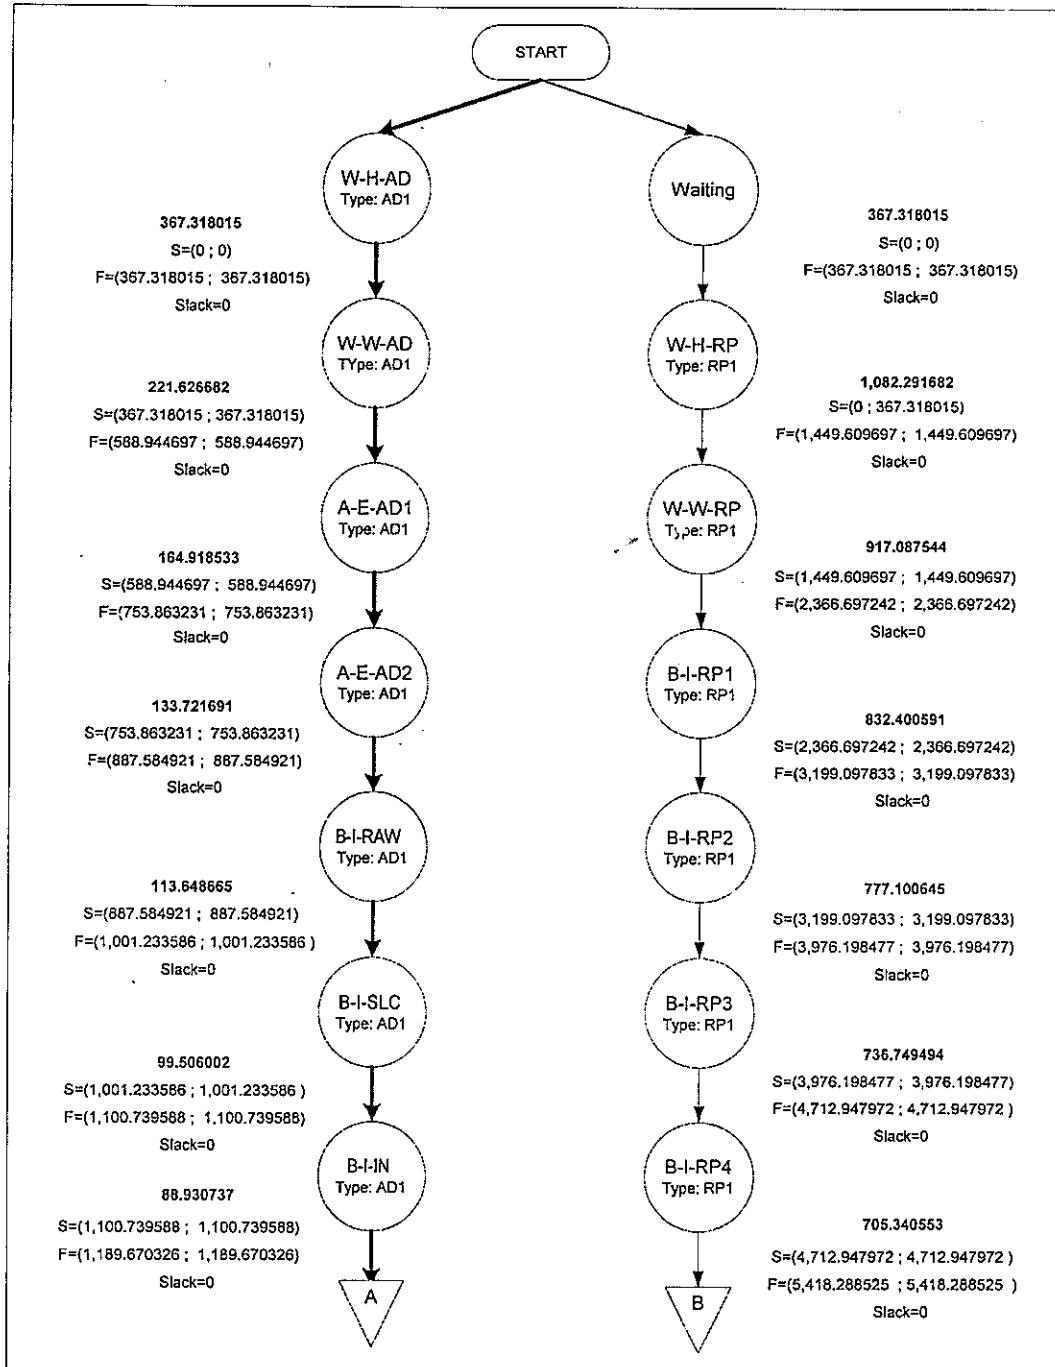 START
W-H-AD
Type: AD1
367.318015
S=(0 ; 0)
F=(367.318015 ; 367.318015)
Slack=0
W-W-AD
TYpe: AD1
221.626682
S=(367.318015 ; 367.318015)
F=(588.944697 ; 588.944697)
Slack=0
A-E-AD1
Type: AD1
164.918533
S=(588.944697 ; 588.944697)
F=(753.863231 ; 753.863231)
Slack=0
A-E-AD2
Type: AD1
133.721691
S=(753.863231 ; 753.863231)
F=(887.584921 ; 887.584921)
Slack=0
B-I-RAW
Type: AD1
113.648665
S=(887.584921 ; 887.584921)
F=(1,001.233586 ; 1,001.233586 )
Slack=0
B-I-SLC
Type: AD1
99.506002
S=(1,001.233586 ; 1,001.233586 )
F=(1,100.739588 ; 1,100.739588)
Slack=0
B-I-IN
Type: AD1
88.930737
S=(1,100.739588 ; 1,100.739588)
F=(1,189.670326 ; 1,189.670326)
Slack=0
A
Waiting
367.318015
S=(0 ; 0)
F=(367.318015 ; 367.318015)
Slack=0
W-H-RP
Type: RP1
1,082.291682
S=(0 ; 367.318015)
F=(1,449.609697 ; 1,449.609697)
Slack=0
W-W-RP
Type: RP1
917.087544
S=(1,449.609697 ; 1,449.609697)
F=(2,366.697242 ; 2,366.697242)
Slack=0
B-I-RP1
Type: RP1
832.400591
S=(2,366.697242 ; 2,366.697242)
F=(3,199.097833 ; 3,199.097833)
Slack=0
B-I-RP2
Type: RP1
777.100645
S=(3,199.097833 ; 3,199.097833)
F=(3,976.198477 ; 3,976.198477)
Slack=0
B-I-RP3
Type: RP1
736.749494
S=(3,976.198477 ; 3,976.198477)
F=(4,712.947972 ; 4,712.947972 )
Slack=0
B-I-RP4
Type: RP1
705.340553
S=(4,712.947972 ; 4,712.947972 )
F=(5,418.288525 ; 5,418.288525 )
Slack=0
B